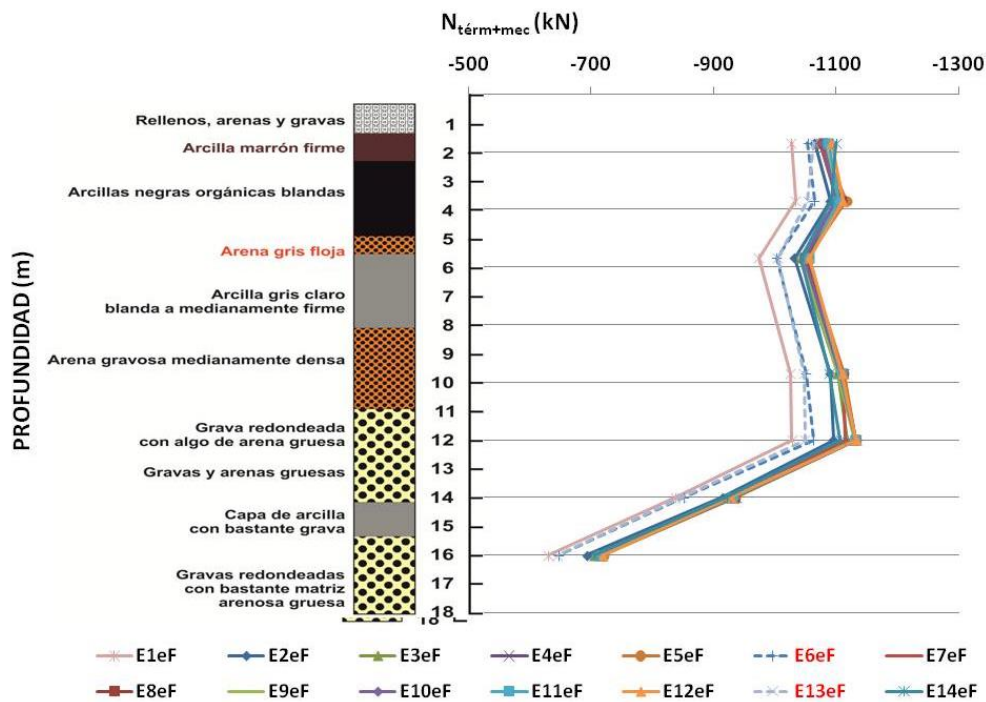 N térm+mec (kN)
-500 -700 -900 -1100 -1300
PROFUNDIDAD (m)
Rellenos, arenas y gravas
Arcilla marrón firme
Arcillas negras orgánicas blandas
Arena gris floja
Arcilla gris claro
blanda a medianamente firme
Arena gravosa medianamente densa
Grava redondeada
con algo de arena gruesa
Gravas y arenas gruesas
Capa de arcilla
con bastante grava
Gravas redondeadas
con bastante matriz
arenosa gruesa
1
2
3
4
5
6
7
8
9
10
11
12
13
14
15
16
17
18
E1eF E2eF E3eF E4eF E5eF E6eF E7eF
E8eF E9eF E10eF E11eF E12eF E13eF E14eF